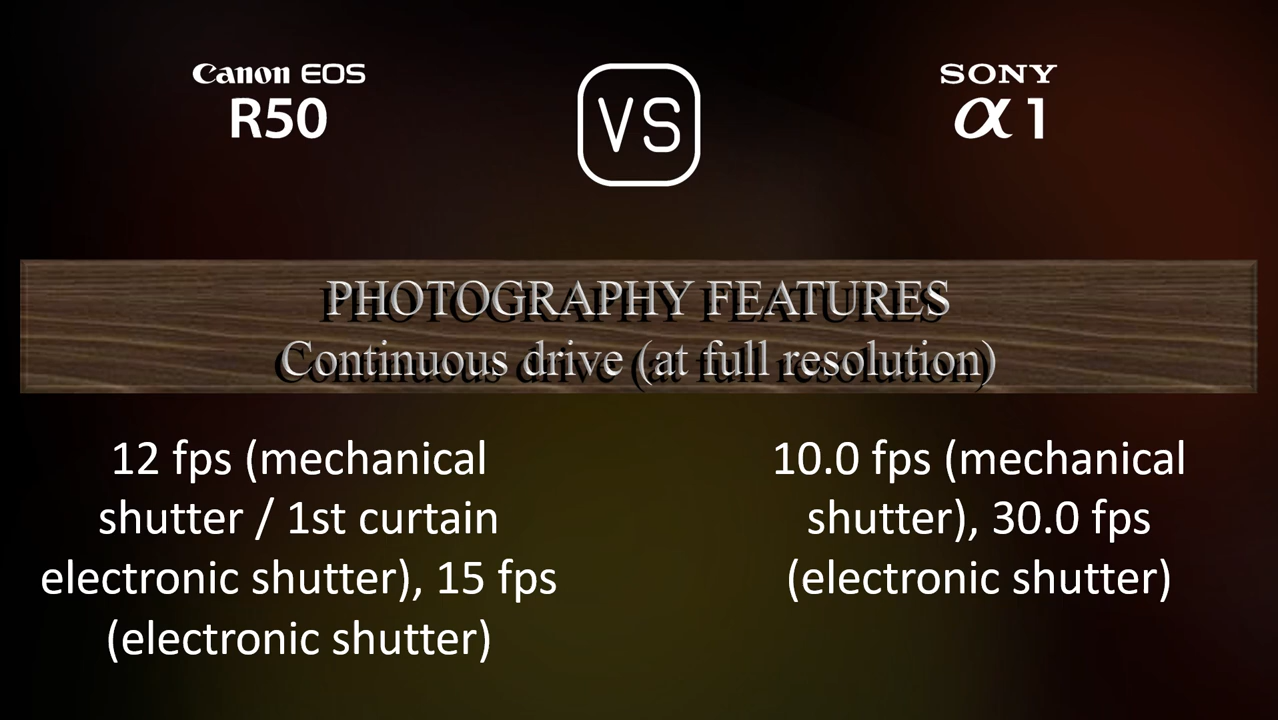 Canon EOS
R50
VS
SONY
α 1
PHOTOGRAPHY FEATURES
Continuous drive (at full resolution)
12 fps (mechanical
shutter / 1st curtain
electronic shutter), 15 fps
(electronic shutter)
10.0 fps (mechanical
shutter), 30.0 fps
(electronic shutter)